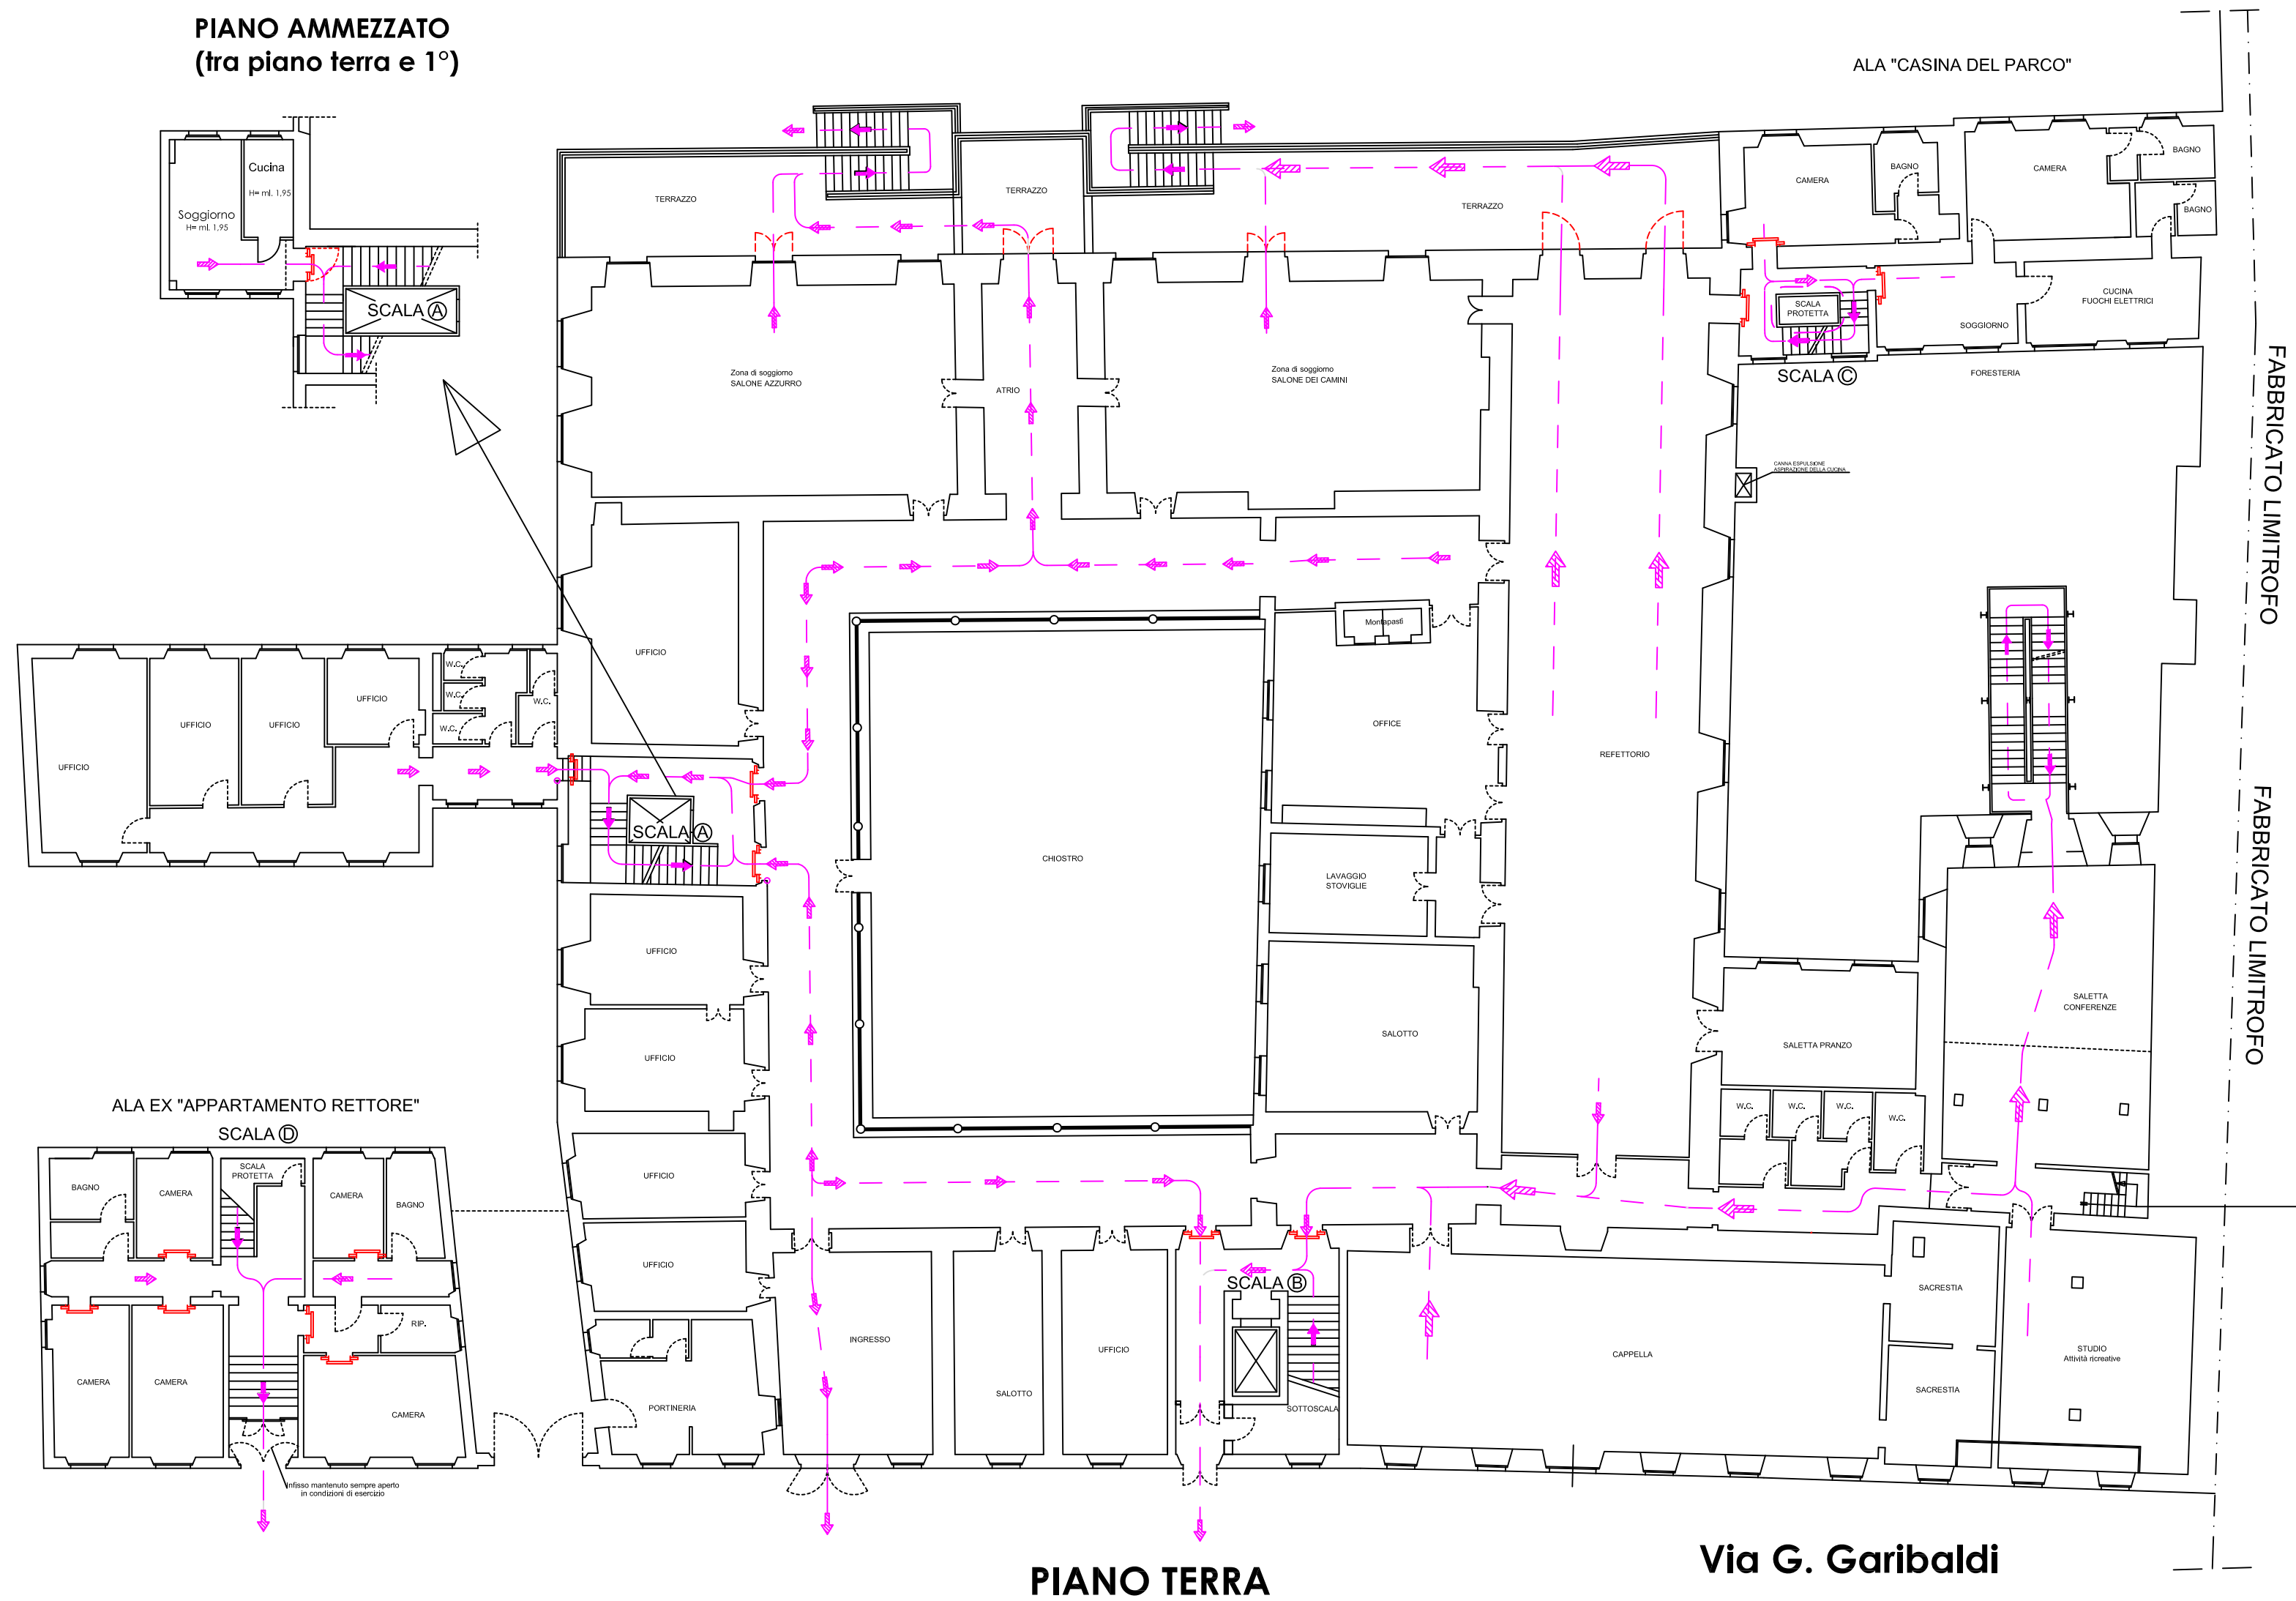 PIANO AMMEZZATO
(tra piano terra e 1°)
ALA "CASINA DEL PARCO"
Cucina
H= ml. 1,95
Soggiorno
H= ml. 1,95
SCALA A
TERRAZZO
TERRAZZO
TERRAZZO
CAMERA
BAGNO
CAMERA
BAGNO
BAGNO
SCALA
PROTETTA
CUCINA
FUOCHI ELETTRICI
SOGGIORNO
SCALA C
FORESTERIA
FABBRICATO LIMITROFO
Zona di soggiorno
SALONE AZZURRO
ATRIO
Zona di soggiorno
SALONE DEI CAMINI
CANNA ESPULSIONE
ASPIRAZIONE DELLA CUCINA
UFFICIO
Montapasti
OFFICE
REFETTORIO
UFFICIO
UFFICIO
UFFICIO
UFFICIO
W.C.
W.C.
W.C.
W.C.
SCALA A
CHIOSTRO
LAVAGGIO
STOVIGLIE
FABBRICATO LIMITROFO
UFFICIO
SALETTA
CONFERENZE
UFFICIO
SALOTTO
SALETTA PRANZO
ALA EX "APPARTAMENTO RETTORE"
SCALA D
W.C.
W.C.
W.C.
W.C.
BAGNO
CAMERA
SCALA
PROTETTA
CAMERA
BAGNO
UFFICIO
UFFICIO
SCALA B
SACRESTIA
RIP.
INGRESSO
UFFICIO
CAPPELLA
STUDIO
Attività ricreative
CAMERA
CAMERA
CAMERA
PORTINERIA
SALOTTO
SOTTOSCALA
SACRESTIA
Infisso mantenuto sempre aperto
in condizioni di esercizio
Via G. Garibaldi
PIANO TERRA